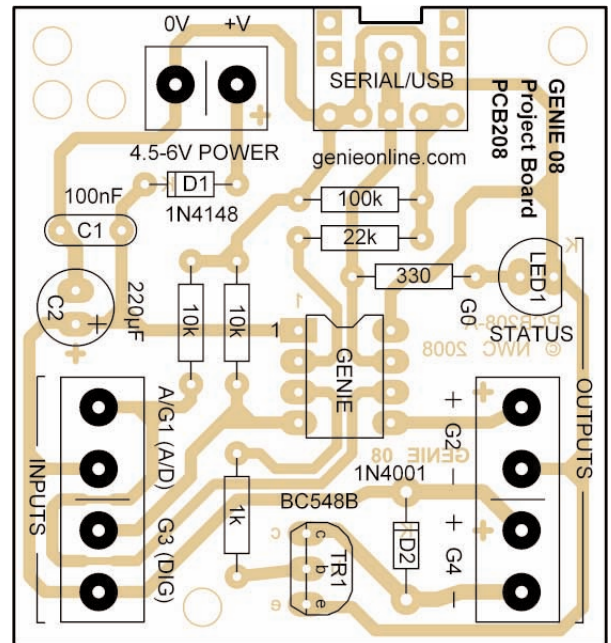 0V +V
SERIAL/USB
4.5-6V POWER
genieonline.com
GENIE 08
Project Board
PCB208
K
D1
1N4148
100nF
C1
100k
22k
330
K
LED1
G0
STATUS
PCB208-A
© NWC 2008
C2
+
220µF
+
10k
10k
1
1
GENIE
GENIE 08
INPUTS
A/G1 (A/D)
G3 (DIG)
1k
BC548B
c
b
e
c
e
TR1
1N4001
K
D2
+
G2
−
+
G4
−
+
+
+
OUTPUTS